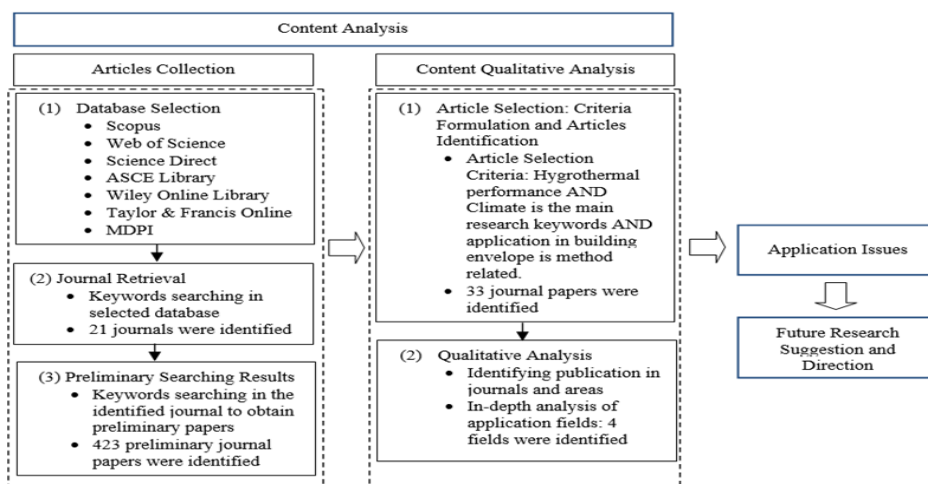 Content Analysis
Articles Collection
(1) Database Selection
• Scopus
• Web of Science
• Science Direct
• ASCE Library
• Wiley Online Library
• Taylor & Francis Online
• MDPI
(2) Journal Retrieval
• Keywords searching in
selected database
• 21 journals were identified
(3) Preliminary Searching Results
• Keywords searching in the
identified journal to obtain
preliminary papers
• 423 preliminary journal
papers were identified
Content Qualitative Analysis
(1) Article Selection: Criteria
Formulation and Articles
Identification
• Article Selection
Criteria: Hygrothermal
performance AND
Climate is the main
research keywords AND
application in building
envelope is method
related.
• 33 journal papers were
identified
(2) Qualitative Analysis
• Identifying publication in
journals and areas
• In-depth analysis of
application fields: 4
fields were identified
Application Issues
Future Research
Suggestion and
Direction